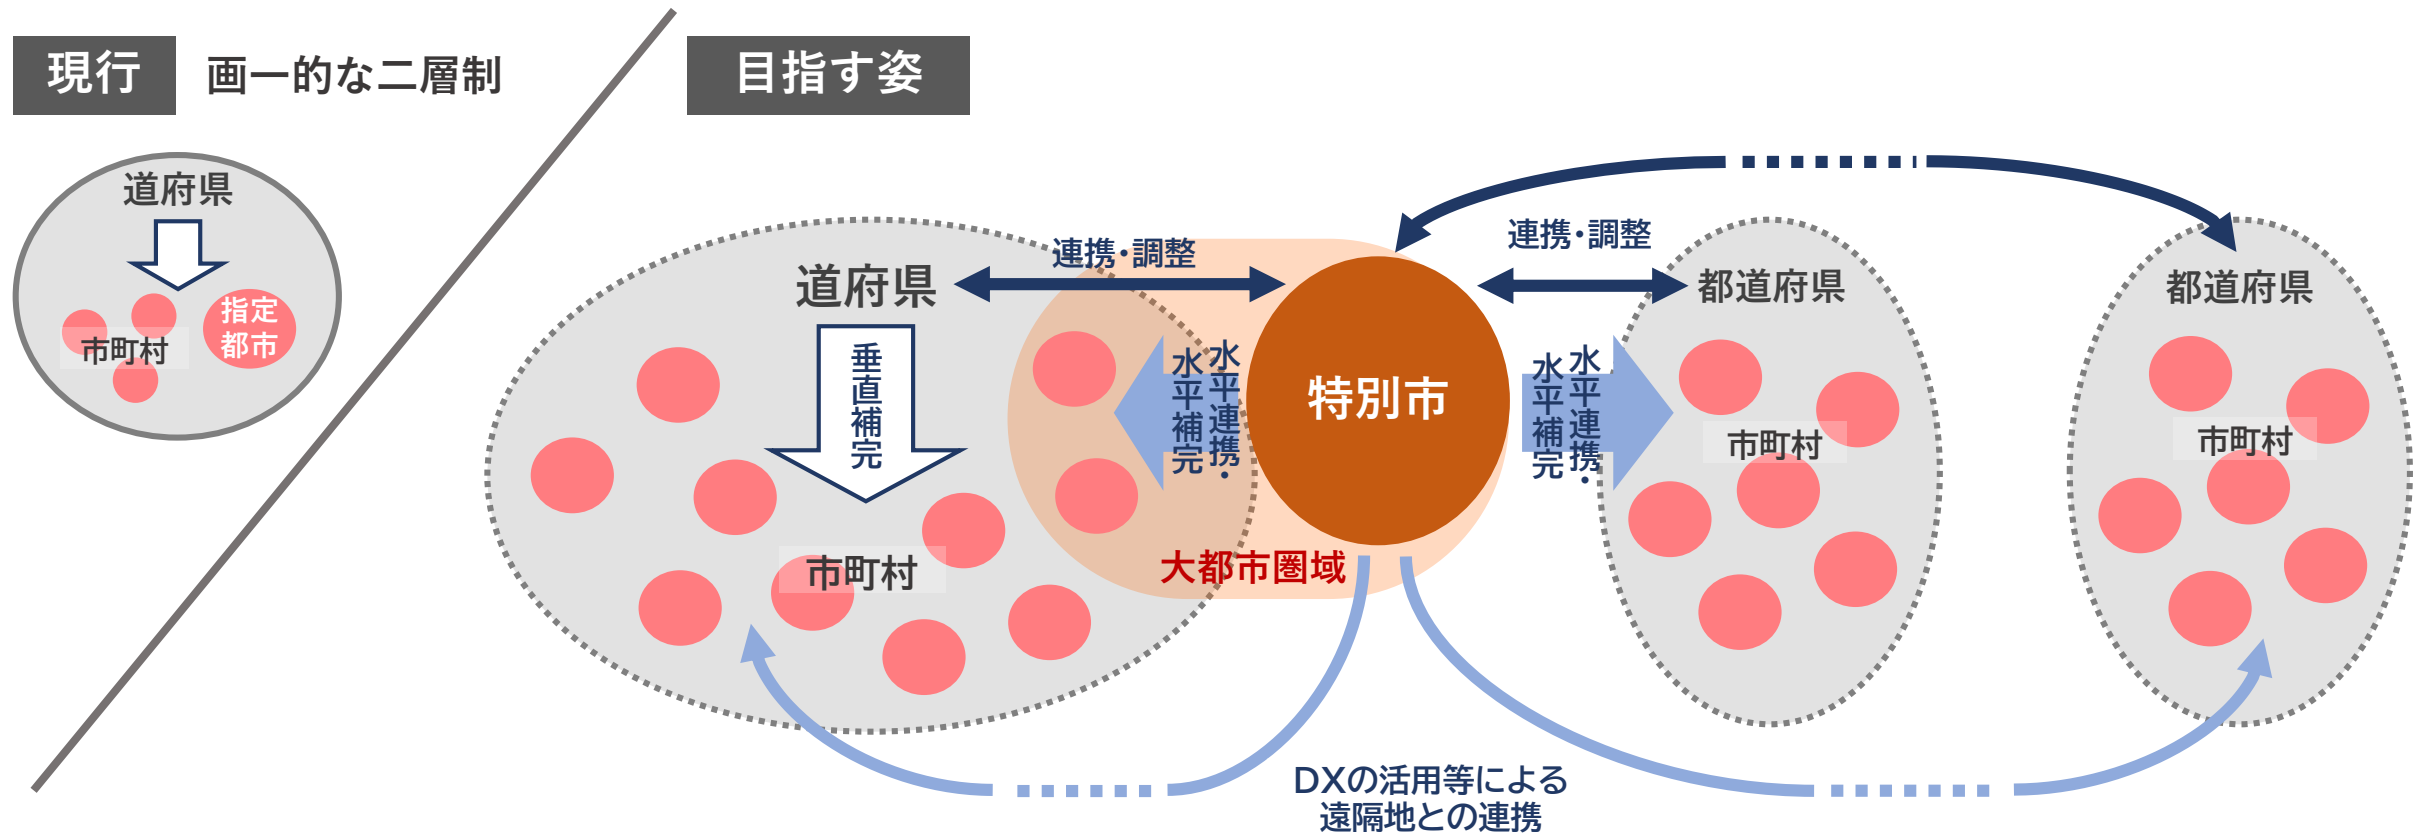 現行
画一的な二層制
目指す姿
道府県
指定
都市
市町村
連携・調整
道府県
垂直補完
市町村
水平連携・
水平補完
特別市
大都市圏域
連携・調整
水平連携・
水平補完
都道府県
市町村
都道府県
市町村
DXの活用等による
遠隔地との連携